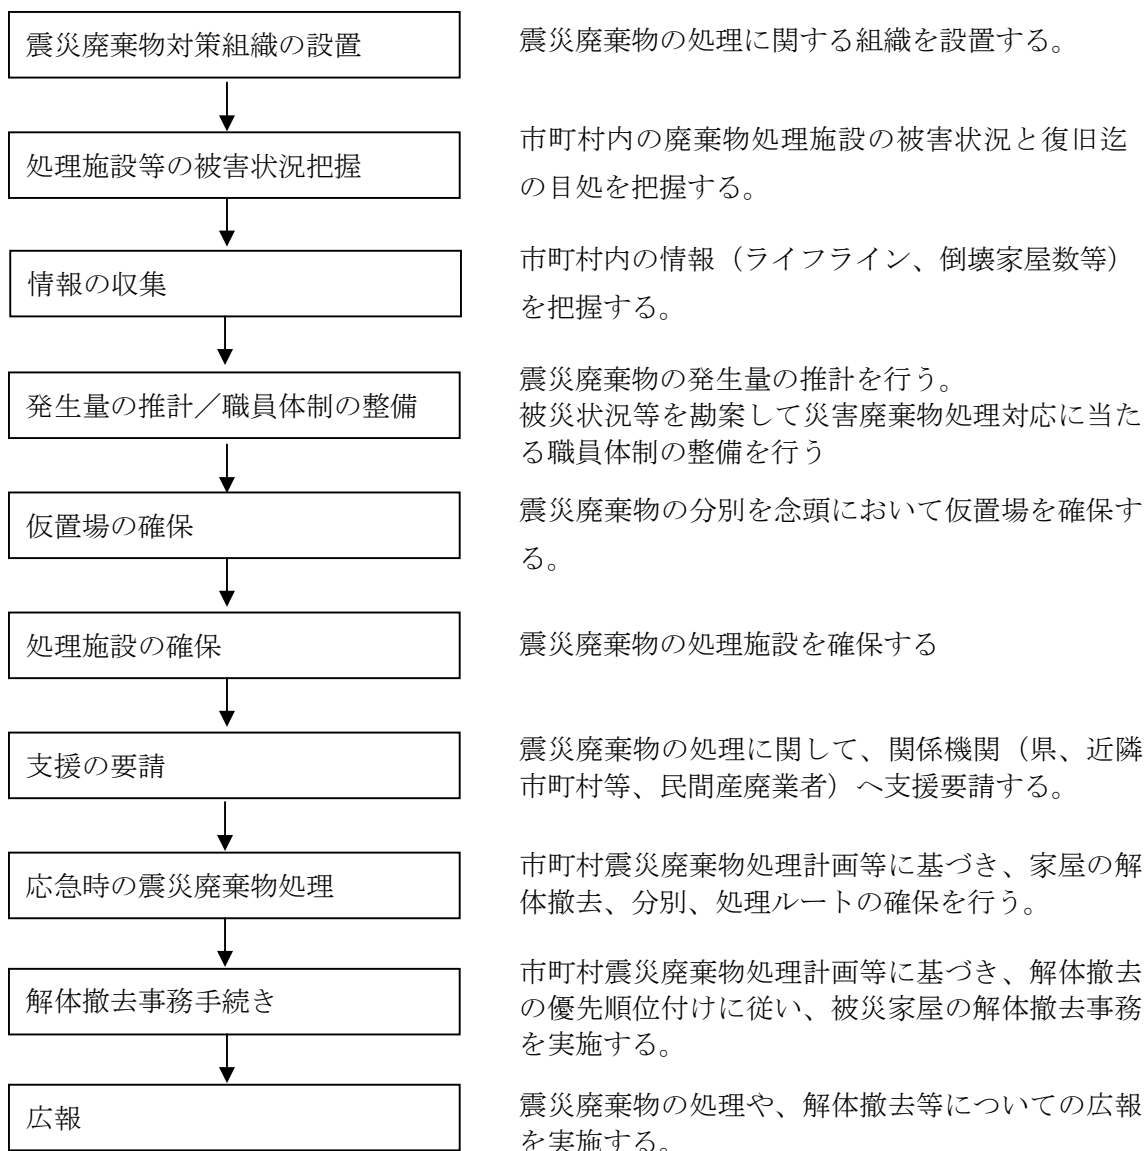 震災廃棄物対策組織の設置
震災廃棄物の処理に関する組織を設置する。
処理施設等の被害状況把握
市町村内の廃棄物処理施設の被害状況と復旧迄
の目処を把握する。
情報の収集
市町村内の情報（ライフライン、倒壊家屋数等）
を把握する。
発生量の推計／職員体制の整備
震災廃棄物の発生量の推計を行う。
被災状況等を勘案して災害廃棄物処理対応に当た
る職員体制の整備を行う
仮置場の確保
震災廃棄物の分別を念頭において仮置場を確保す
る。
処理施設の確保
震災廃棄物の処理施設を確保する
支援の要請
震災廃棄物の処理に関して、関係機関（県、近隣
市町村等、民間産廃業者）へ支援要請する。
応急時の震災廃棄物処理
市町村震災廃棄物処理計画等に基づき、家屋の解
体撤去、分別、処理ルートの確保を行う。
解体撤去事務手続き
市町村震災廃棄物処理計画等に基づき、解体撤去
の優先順位付けに従い、被災家屋の解体撤去事務
を実施する。
広報
震災廃棄物の処理や、解体撤去等についての広報
を実施する。